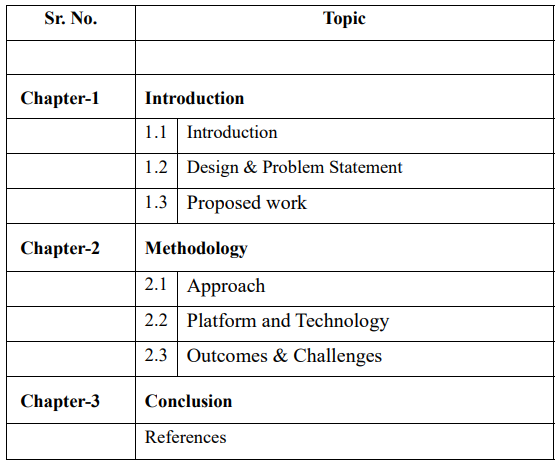 Sr. No. Topic
Chapter-1 Introduction
1.1 Introduction
1.2 Design & Problem Statement
1.3 Proposed work
Chapter-2 Methodology
2.1 Approach
2.2 Platform and Technology
2.3 Outcomes & Challenges
Chapter-3 Conclusion
References